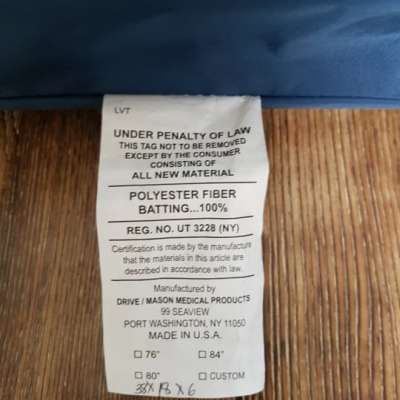 LVT
UNDER PENALTY OF LAW
THIS TAG NOT TO BE REMOVED
EXCEPT BY THE CONSUMER
CONSISTING OF
ALL NEW MATERIAL
POLYESTER FIBER
BATTING...100%
REG. NO. UT 3228 (NY)
Certification is made by the manufacture
that the materials in this article are
described in accordance with law.
Manufactured by
DRIVE / MASON MEDICAL PRODUCTS
99 SEAVIEW
PORT WASHINGTON, NY 11050
MADE IN U.S.A.
☐ 76" ☐ 84"
☐ 80" ☐ CUSTOM
X 6